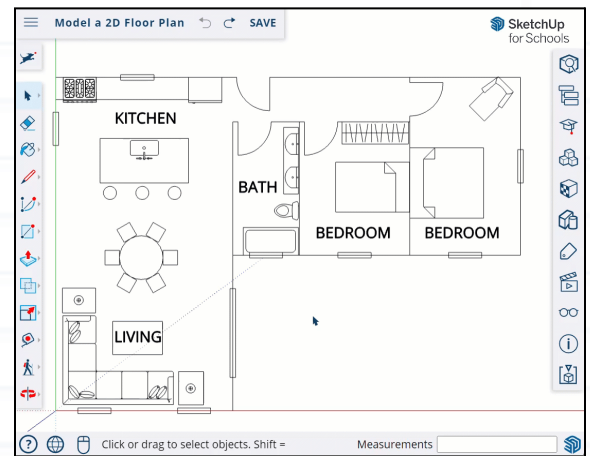 Model a 2D Floor Plan
SAVE
SketchUp
for Schools
KITCHEN
BATH
BEDROOM
BEDROOM
LIVING
Click or drag to select objects. Shift =
Measurements